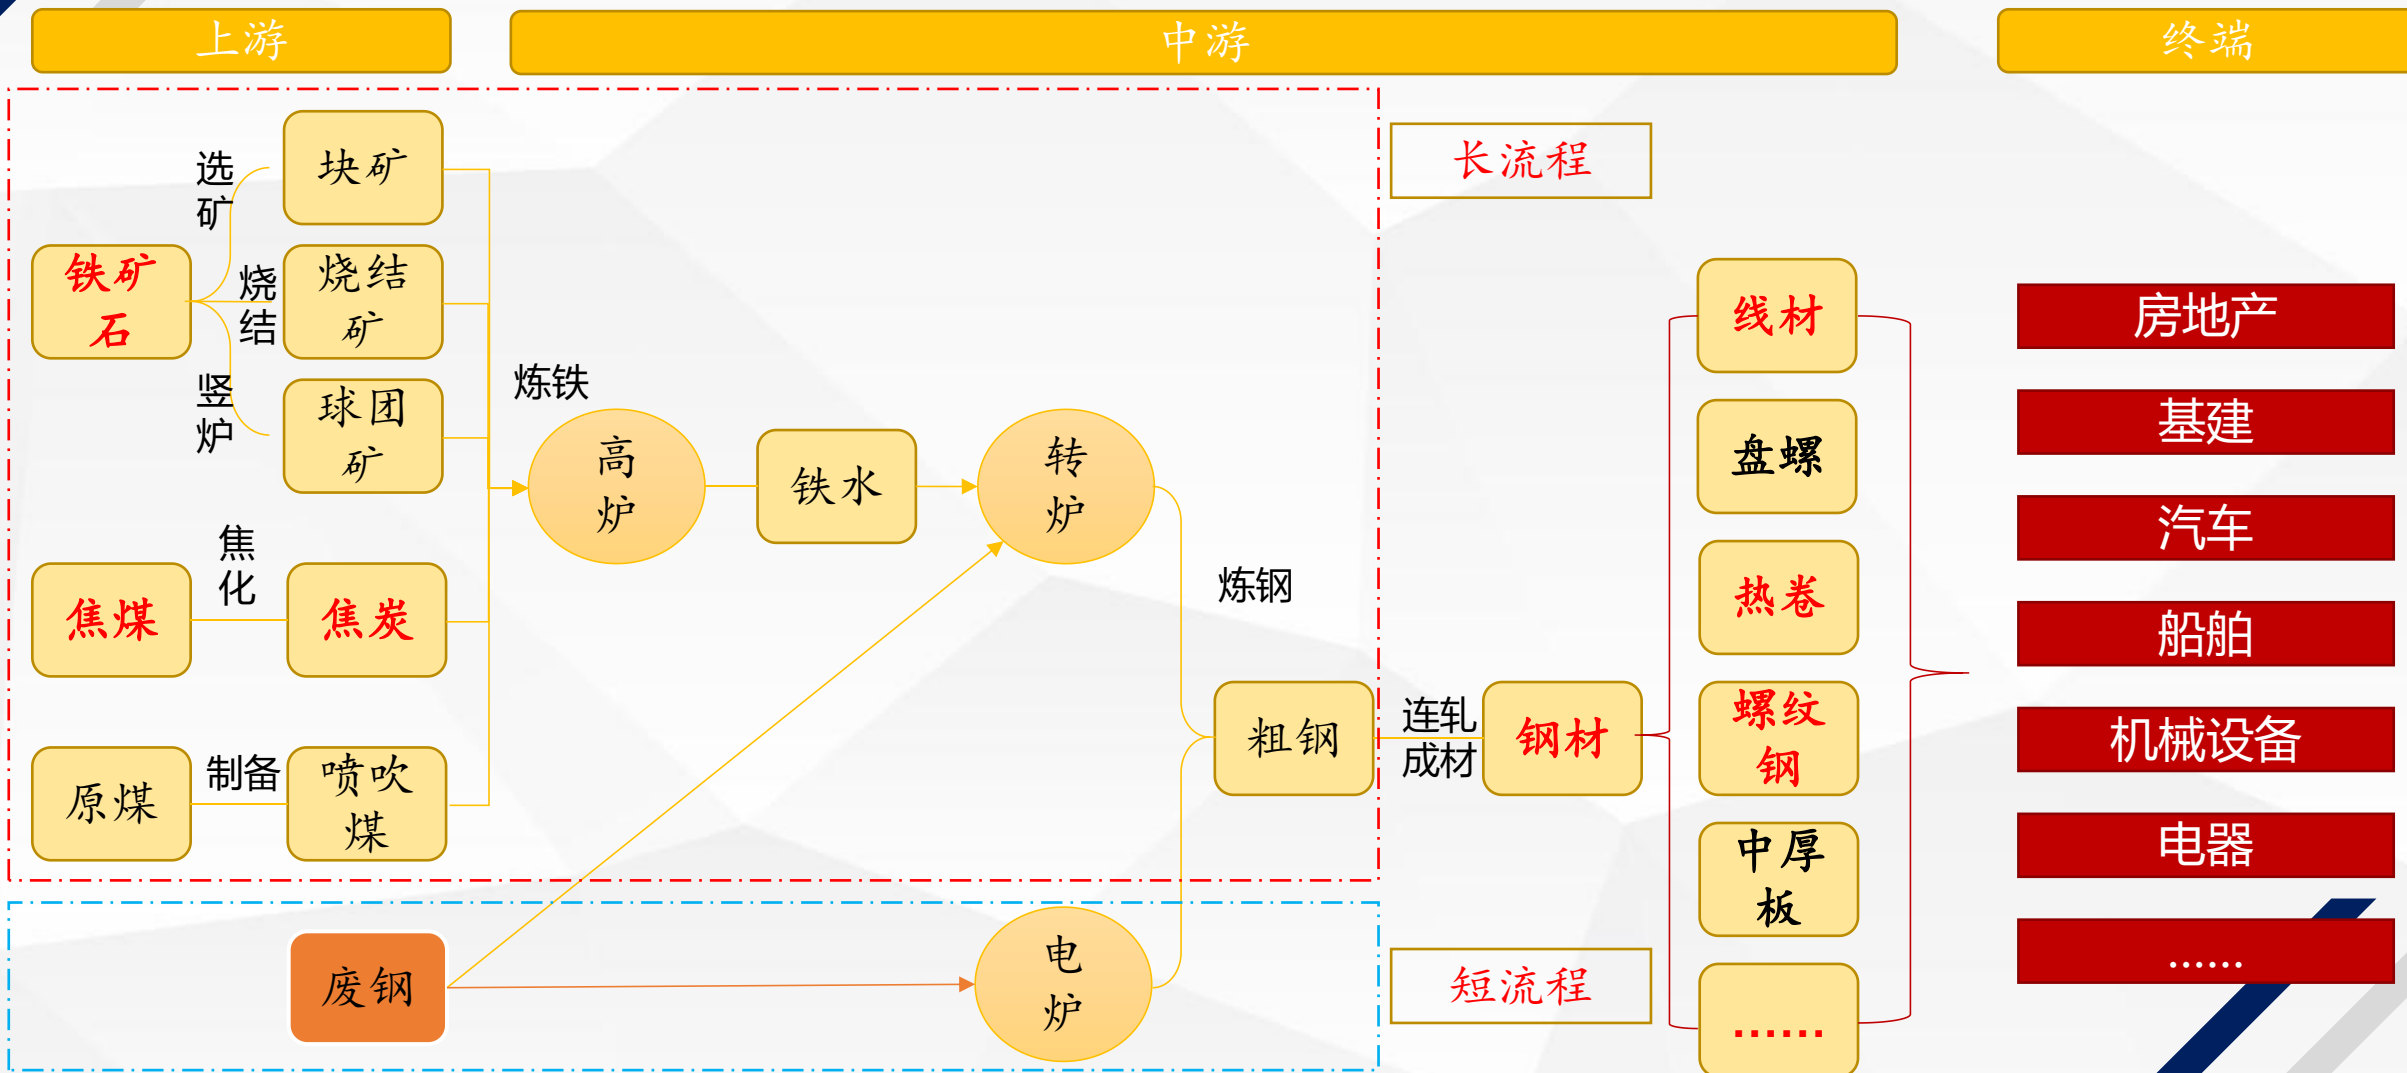 上游
中游
终端
选
矿
块矿
长流程
铁矿
石
烧
结
烧结
矿
竖
炉
球团
矿
炼铁
高
炉
铁水
转
炉
焦煤
焦
化
焦炭
炼钢
原煤
制备
喷吹
煤
粗钢
连轧
成材
钢材
废钢
电
炉
短流程
线材
盘螺
热卷
螺纹
钢
中厚
板
……
房地产
基建
汽车
船舶
机械设备
电器
……